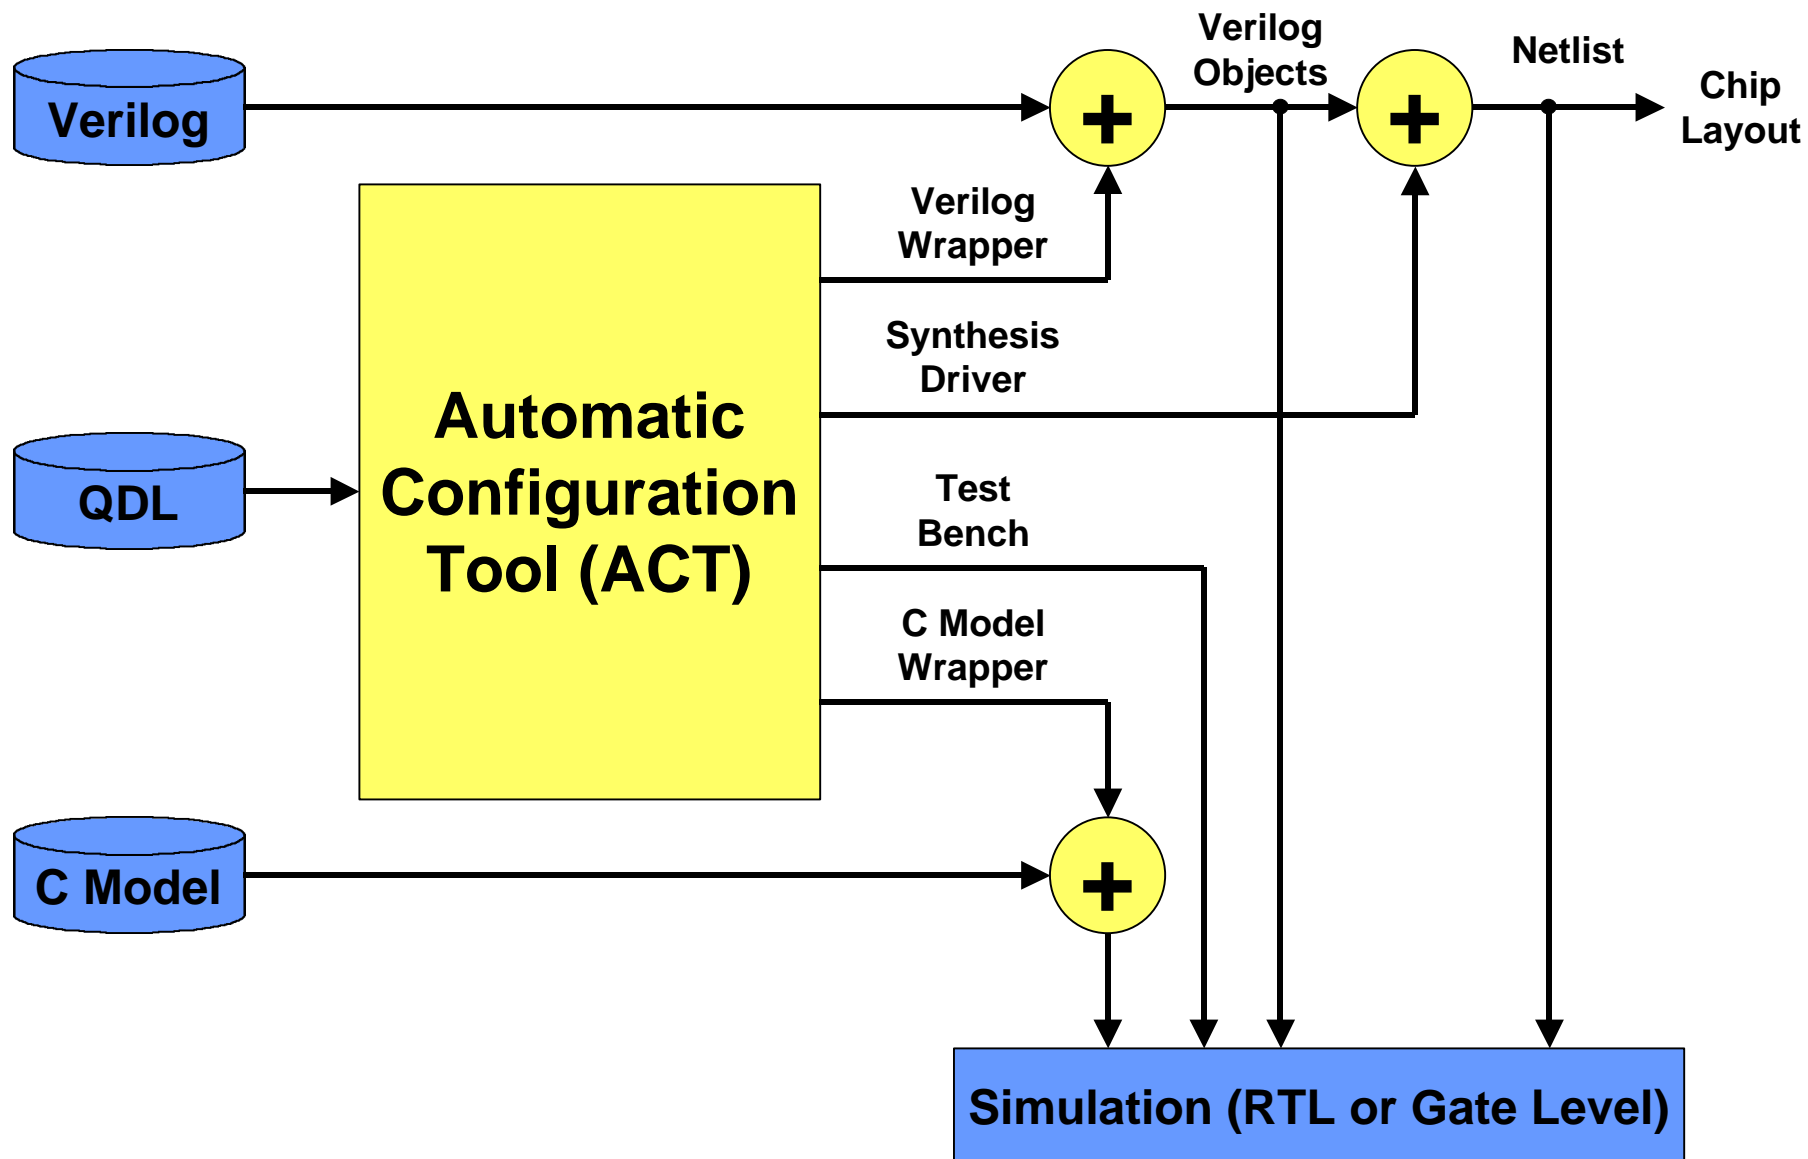 Verilog
Objects
Netlist
Chip
Layout
Verilog
+
+
Verilog
Wrapper
Synthesis
Driver
Automatic
Configuration
Tool (ACT)
QDL
Test
Bench
C Model
Wrapper
C Model
+
Simulation (RTL or Gate Level)